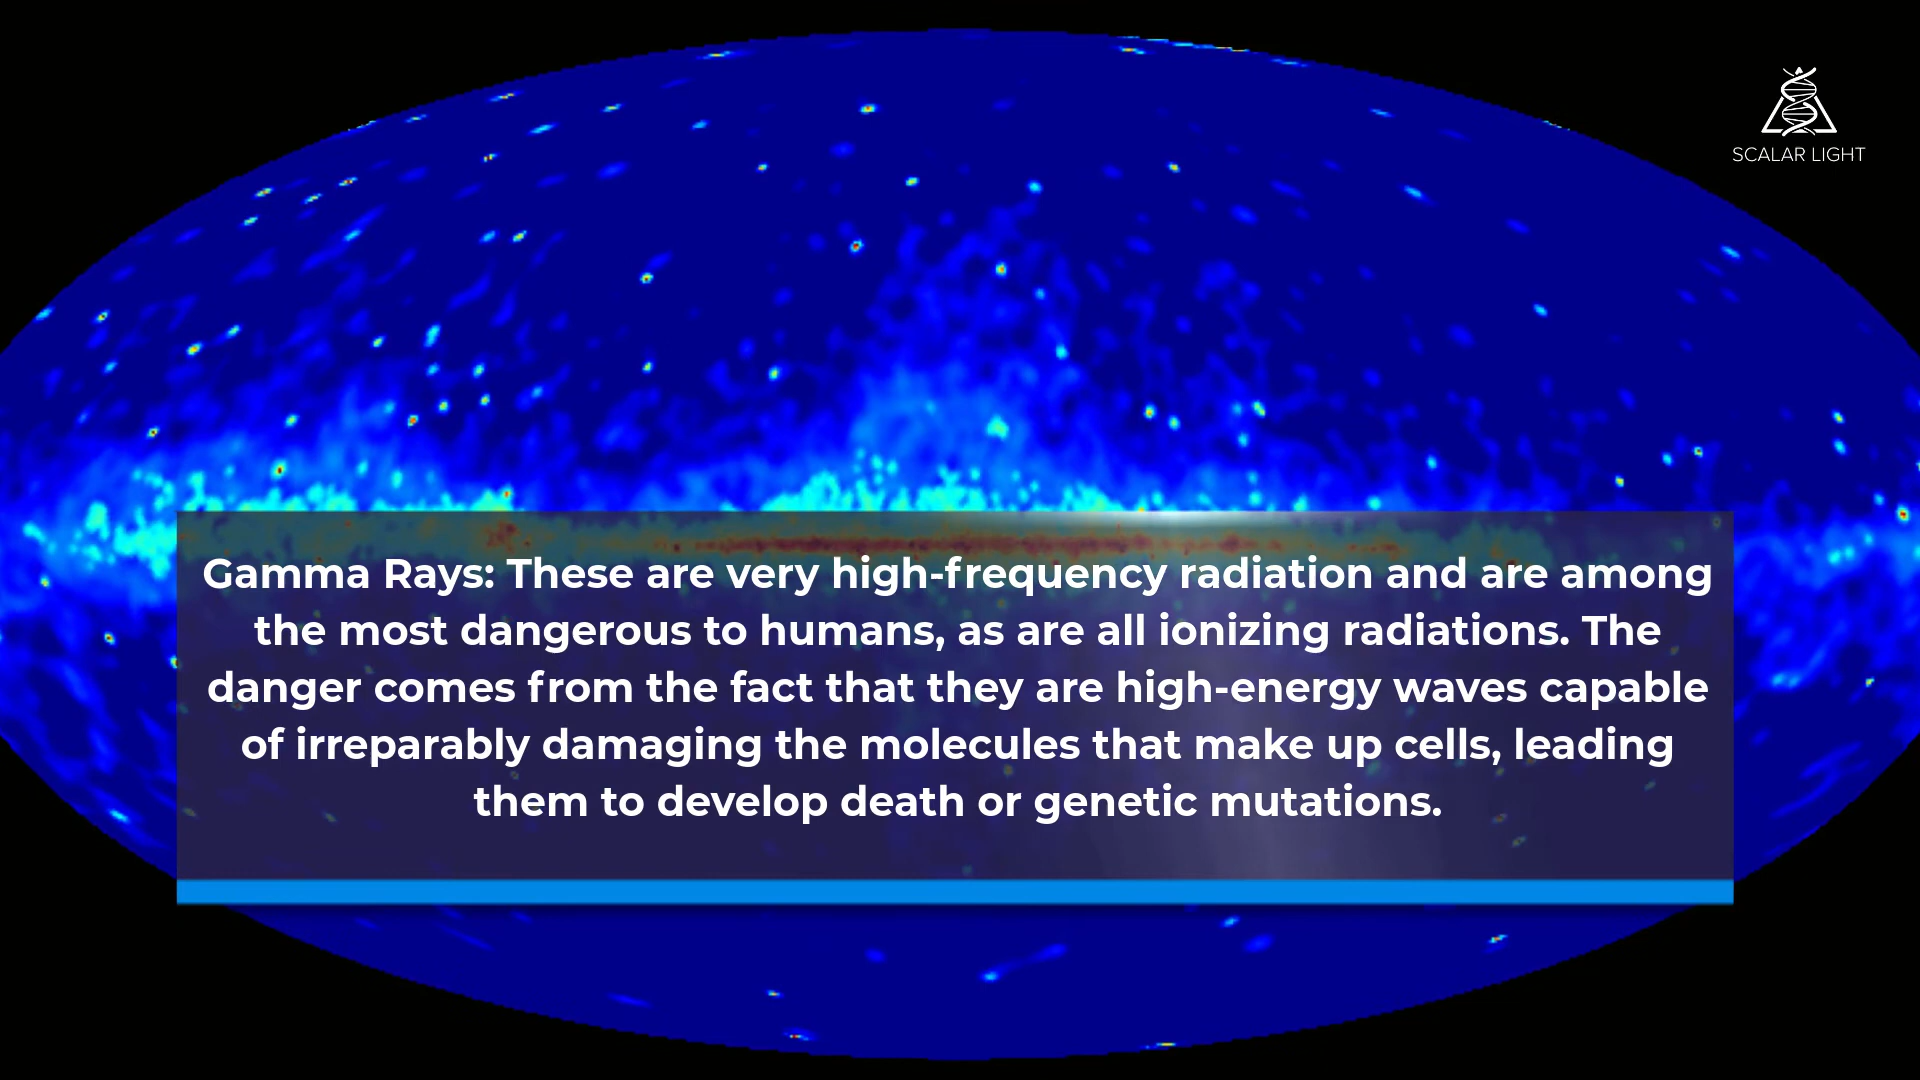 SCALAR LIGHT
Gamma Rays: These are very high-frequency radiation and are among
the most dangerous to humans, as are all ionizing radiations. The
danger comes from the fact that they are high-energy waves capable
of irreparably damaging the molecules that make up cells, leading
them to develop death or genetic mutations.